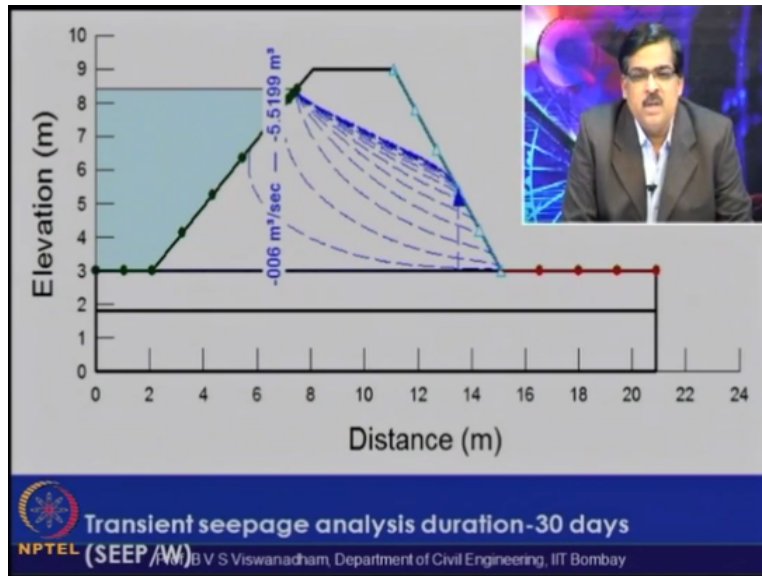 10
9
8
7
6
5
4
3
2
1
0
Elevation (m)
-006 m³/sec — -5.5199 m³
0 2 4 6 8 10 12 14 16 18 20 22 24
Distance (m)
Transient seepage analysis duration-30 days
(SEEP/W)
NPTEL
B V S Viswanadham, Department of Civil Engineering, IIT Bombay